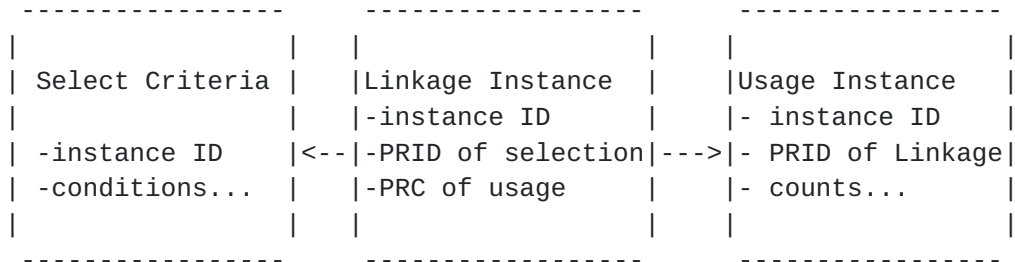 Select Criteria Linkage Instance Usage Instance
-instance ID - instance ID
-instance ID <-- -PRID of selection ---> - PRID of Linkage
-conditions... -PRC of usage - counts...